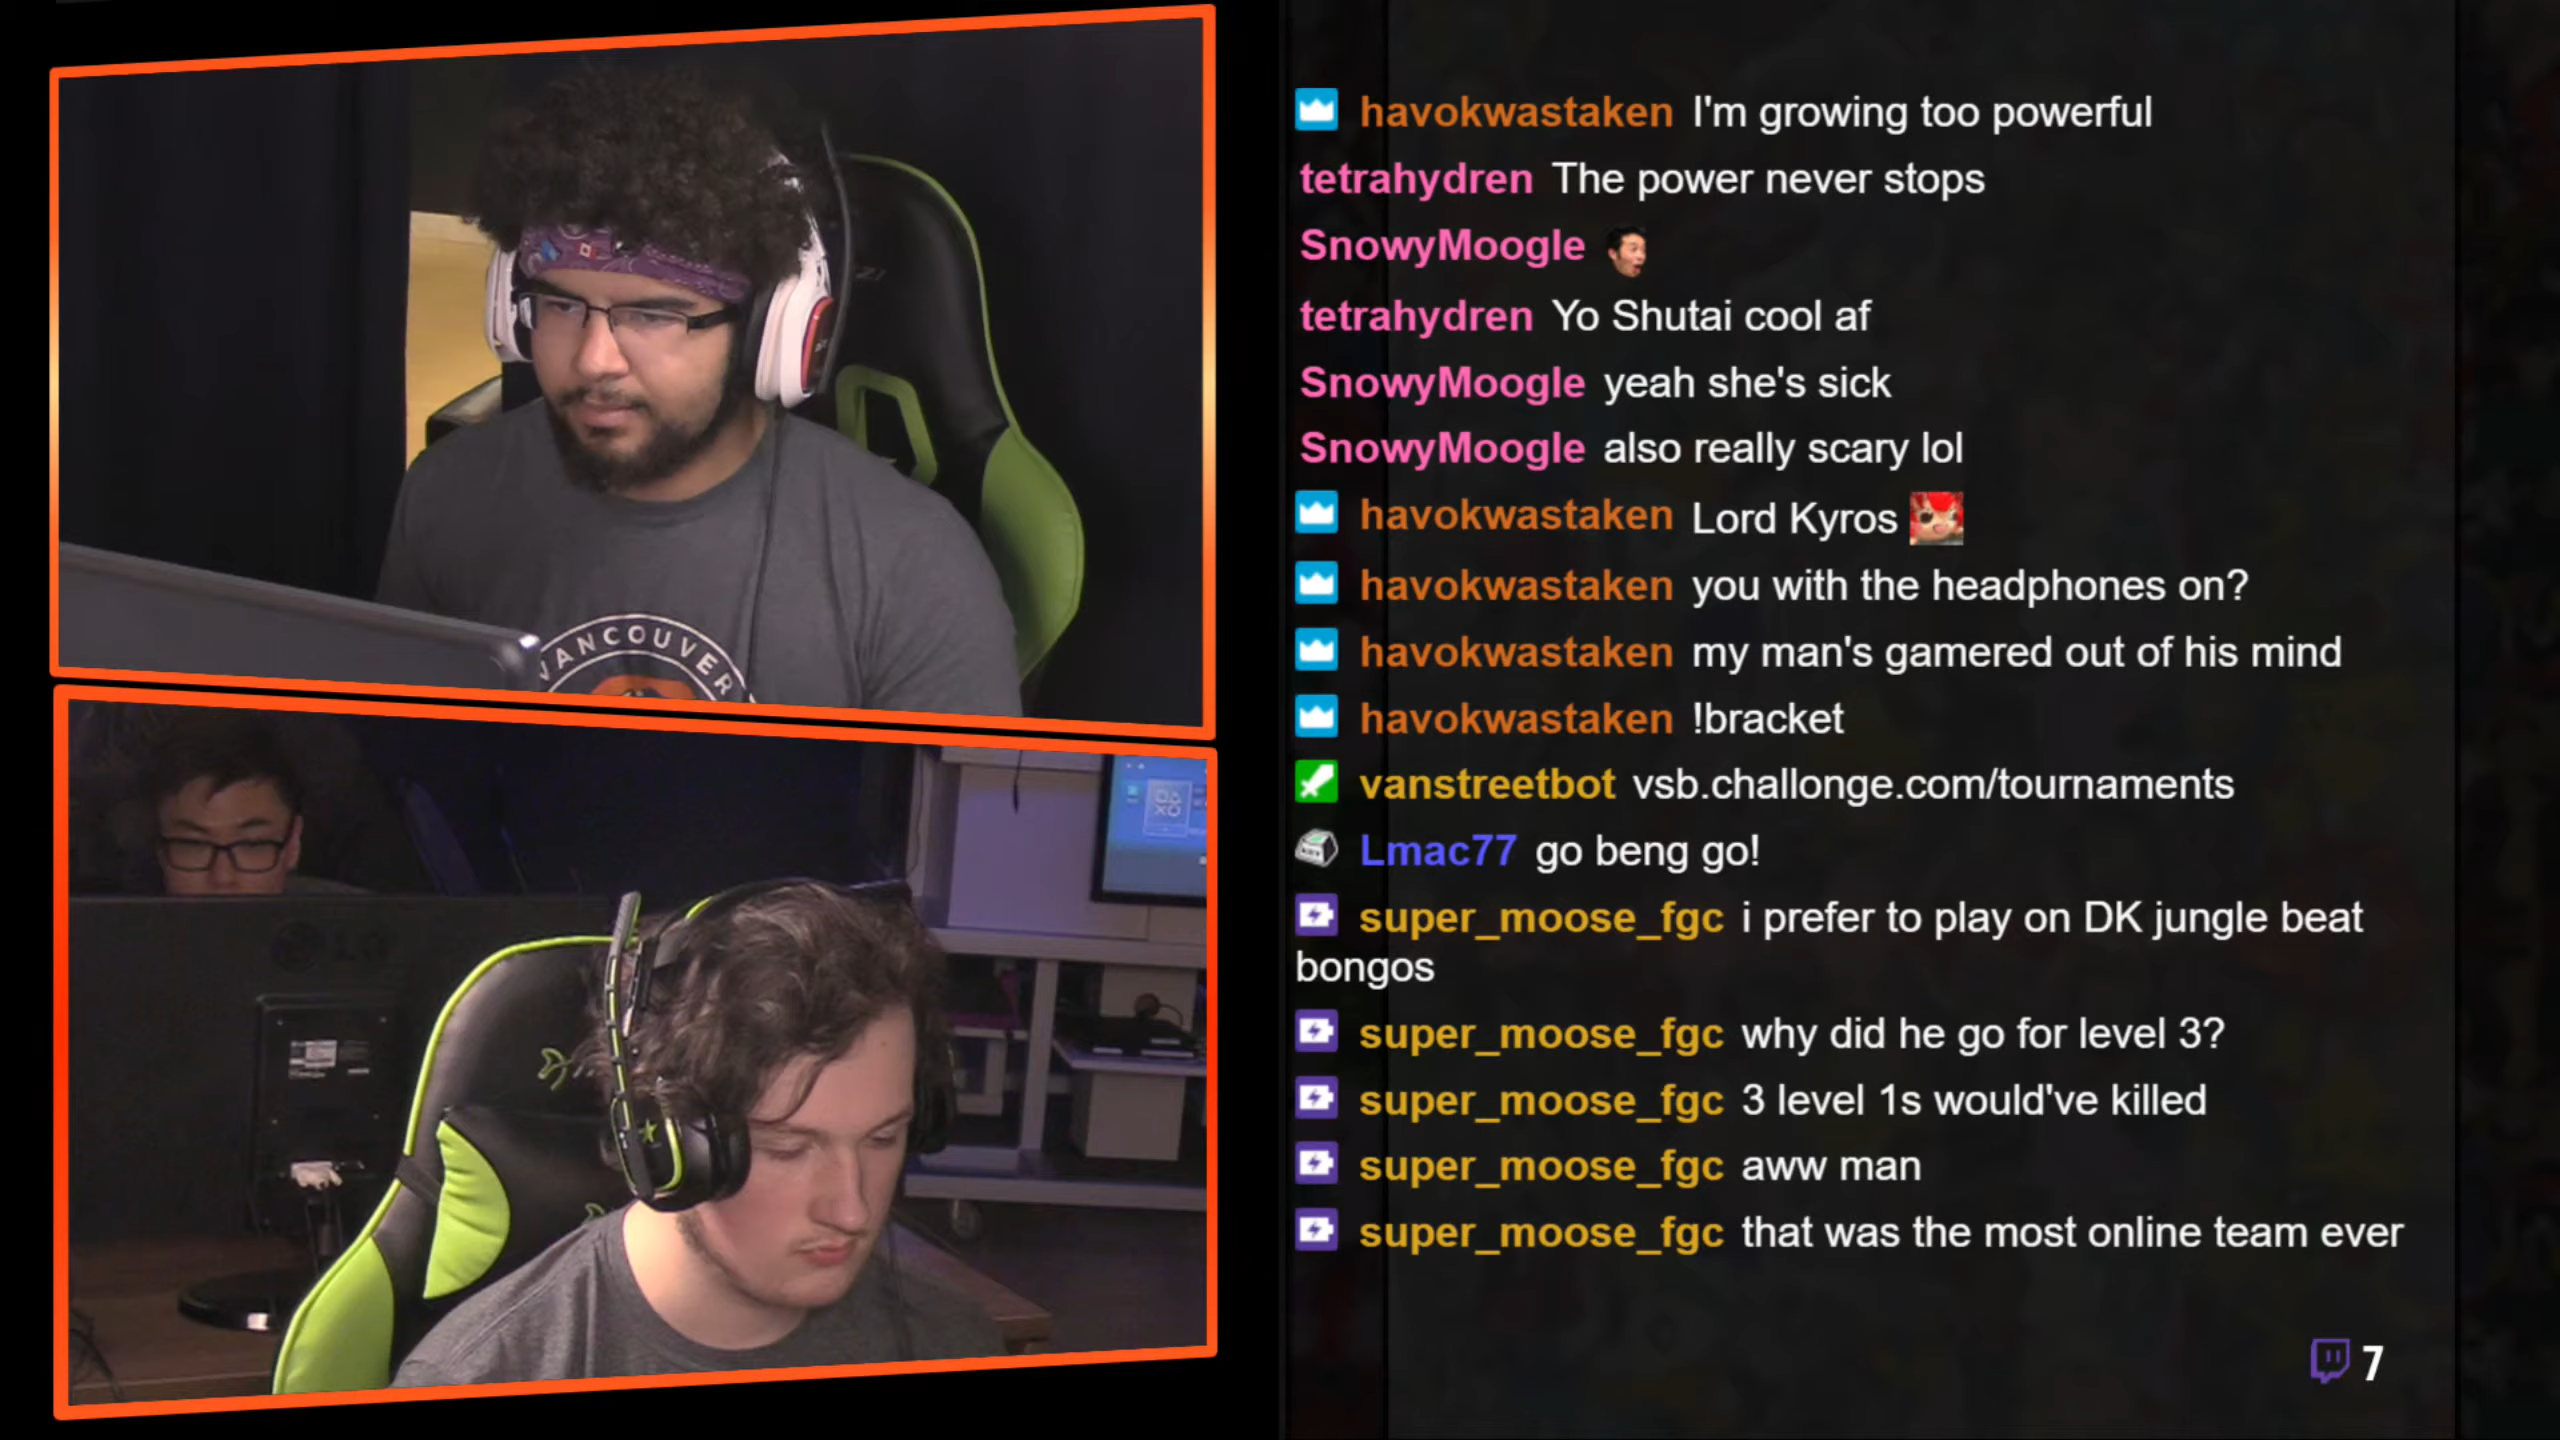 havokwastaken I'm growing too powerful
tetrahydren The power never stops
SnowyMoogle
tetrahydren Yo Shutai cool af
SnowyMoogle yeah she's sick
SnowyMoogle also really scary lol
havokwastaken Lord Kyros
havokwastaken you with the headphones on?
havokwastaken my man's gamered out of his mind
havokwastaken !bracket
vanstreetbot vsb.challonge.com/tournaments
Lmac77 go beng go!
super_moose_fgc i prefer to play on DK jungle beat
bongos
super_moose_fgc why did he go for level 3?
super_moose_fgc 3 level 1s would've killed
super_moose_fgc aww man
super_moose_fgc that was the most online team ever
7
VANCOUVER
LG